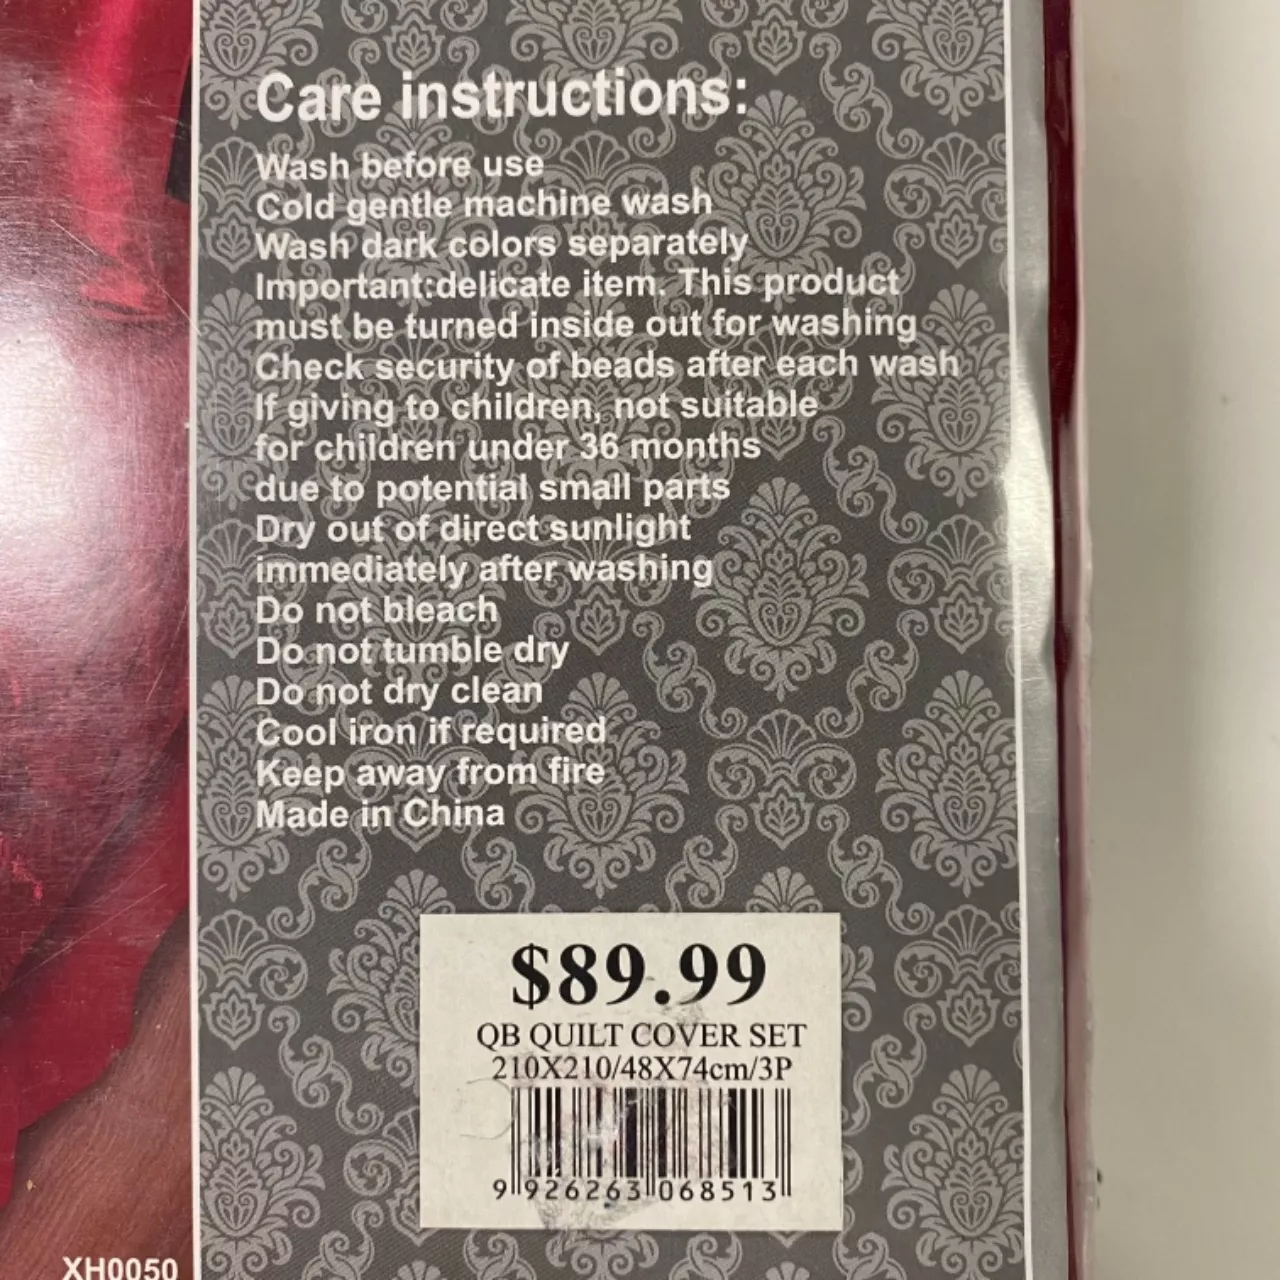 Care instructions:
Wash before use
Cold gentle machine wash
Wash dark colors separately
Important:delicate item. This product
must be turned inside out for washing
Check security of beads after each wash
If giving to children, not suitable
for children under 36 months
due to potential small parts
Dry out of direct sunlight
immediately after washing
Do not bleach
Do not tumble dry
Do not dry clean
Cool iron if required
Keep away from fire
Made in China
$89.99
QB QUILT COVER SET
210X210/48X74cm/3P
9 926263 068513
XH0050